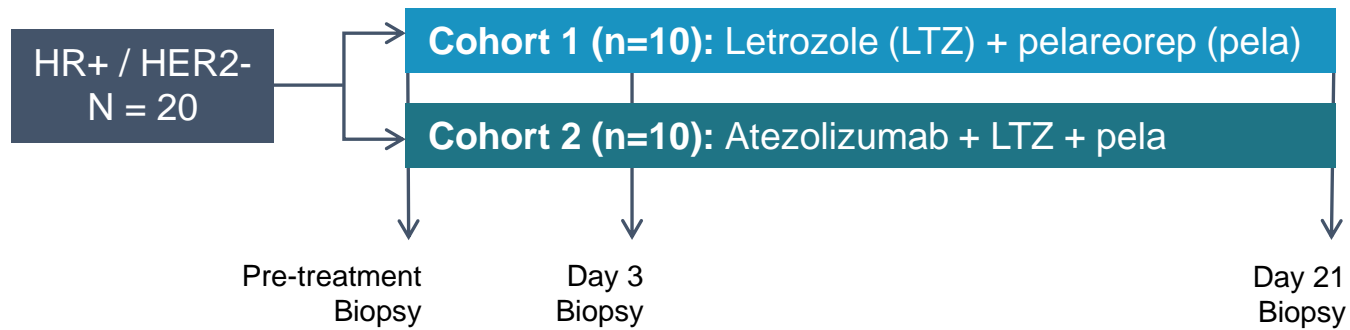 HR+ / HER2-
N = 20
Cohort 1 (n=10): Letrozole (LTZ) + pelareorep (pela)
Cohort 2 (n=10): Atezolizumab + LTZ + pela
Pre-treatment
Biopsy
Day 3
Biopsy
Day 21
Biopsy